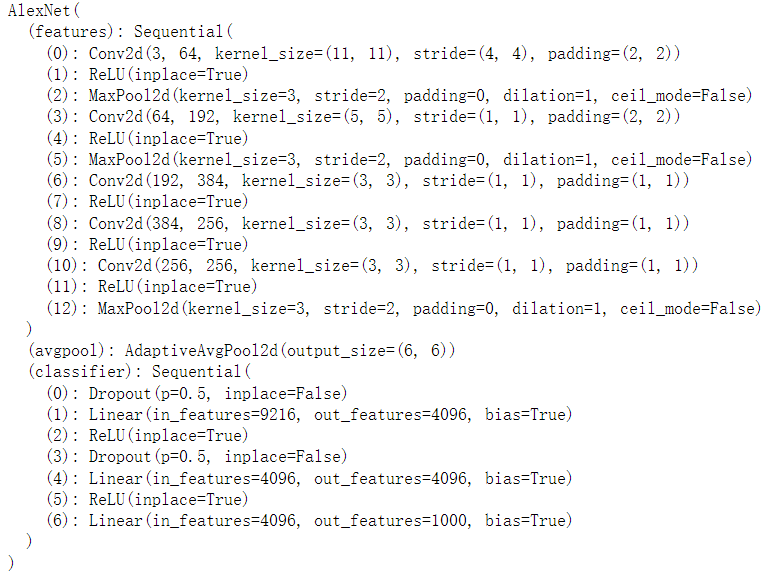 AlexNet(
  (features): Sequential(
    (0): Conv2d(3, 64, kernel_size=(11, 11), stride=(4, 4), padding=(2, 2))
    (1): ReLU(inplace=True)
    (2): MaxPool2d(kernel_size=3, stride=2, padding=0, dilation=1, ceil_mode=False)
    (3): Conv2d(64, 192, kernel_size=(5, 5), stride=(1, 1), padding=(2, 2))
    (4): ReLU(inplace=True)
    (5): MaxPool2d(kernel_size=3, stride=2, padding=0, dilation=1, ceil_mode=False)
    (6): Conv2d(192, 384, kernel_size=(3, 3), stride=(1, 1), padding=(1, 1))
    (7): ReLU(inplace=True)
    (8): Conv2d(384, 256, kernel_size=(3, 3), stride=(1, 1), padding=(1, 1))
    (9): ReLU(inplace=True)
    (10): Conv2d(256, 256, kernel_size=(3, 3), stride=(1, 1), padding=(1, 1))
    (11): ReLU(inplace=True)
    (12): MaxPool2d(kernel_size=3, stride=2, padding=0, dilation=1, ceil_mode=False)
  )
  (avgpool): AdaptiveAvgPool2d(output_size=(6, 6))
  (classifier): Sequential(
    (0): Dropout(p=0.5, inplace=False)
    (1): Linear(in_features=9216, out_features=4096, bias=True)
    (2): ReLU(inplace=True)
    (3): Dropout(p=0.5, inplace=False)
    (4): Linear(in_features=4096, out_features=4096, bias=True)
    (5): ReLU(inplace=True)
    (6): Linear(in_features=4096, out_features=1000, bias=True)
  )
)